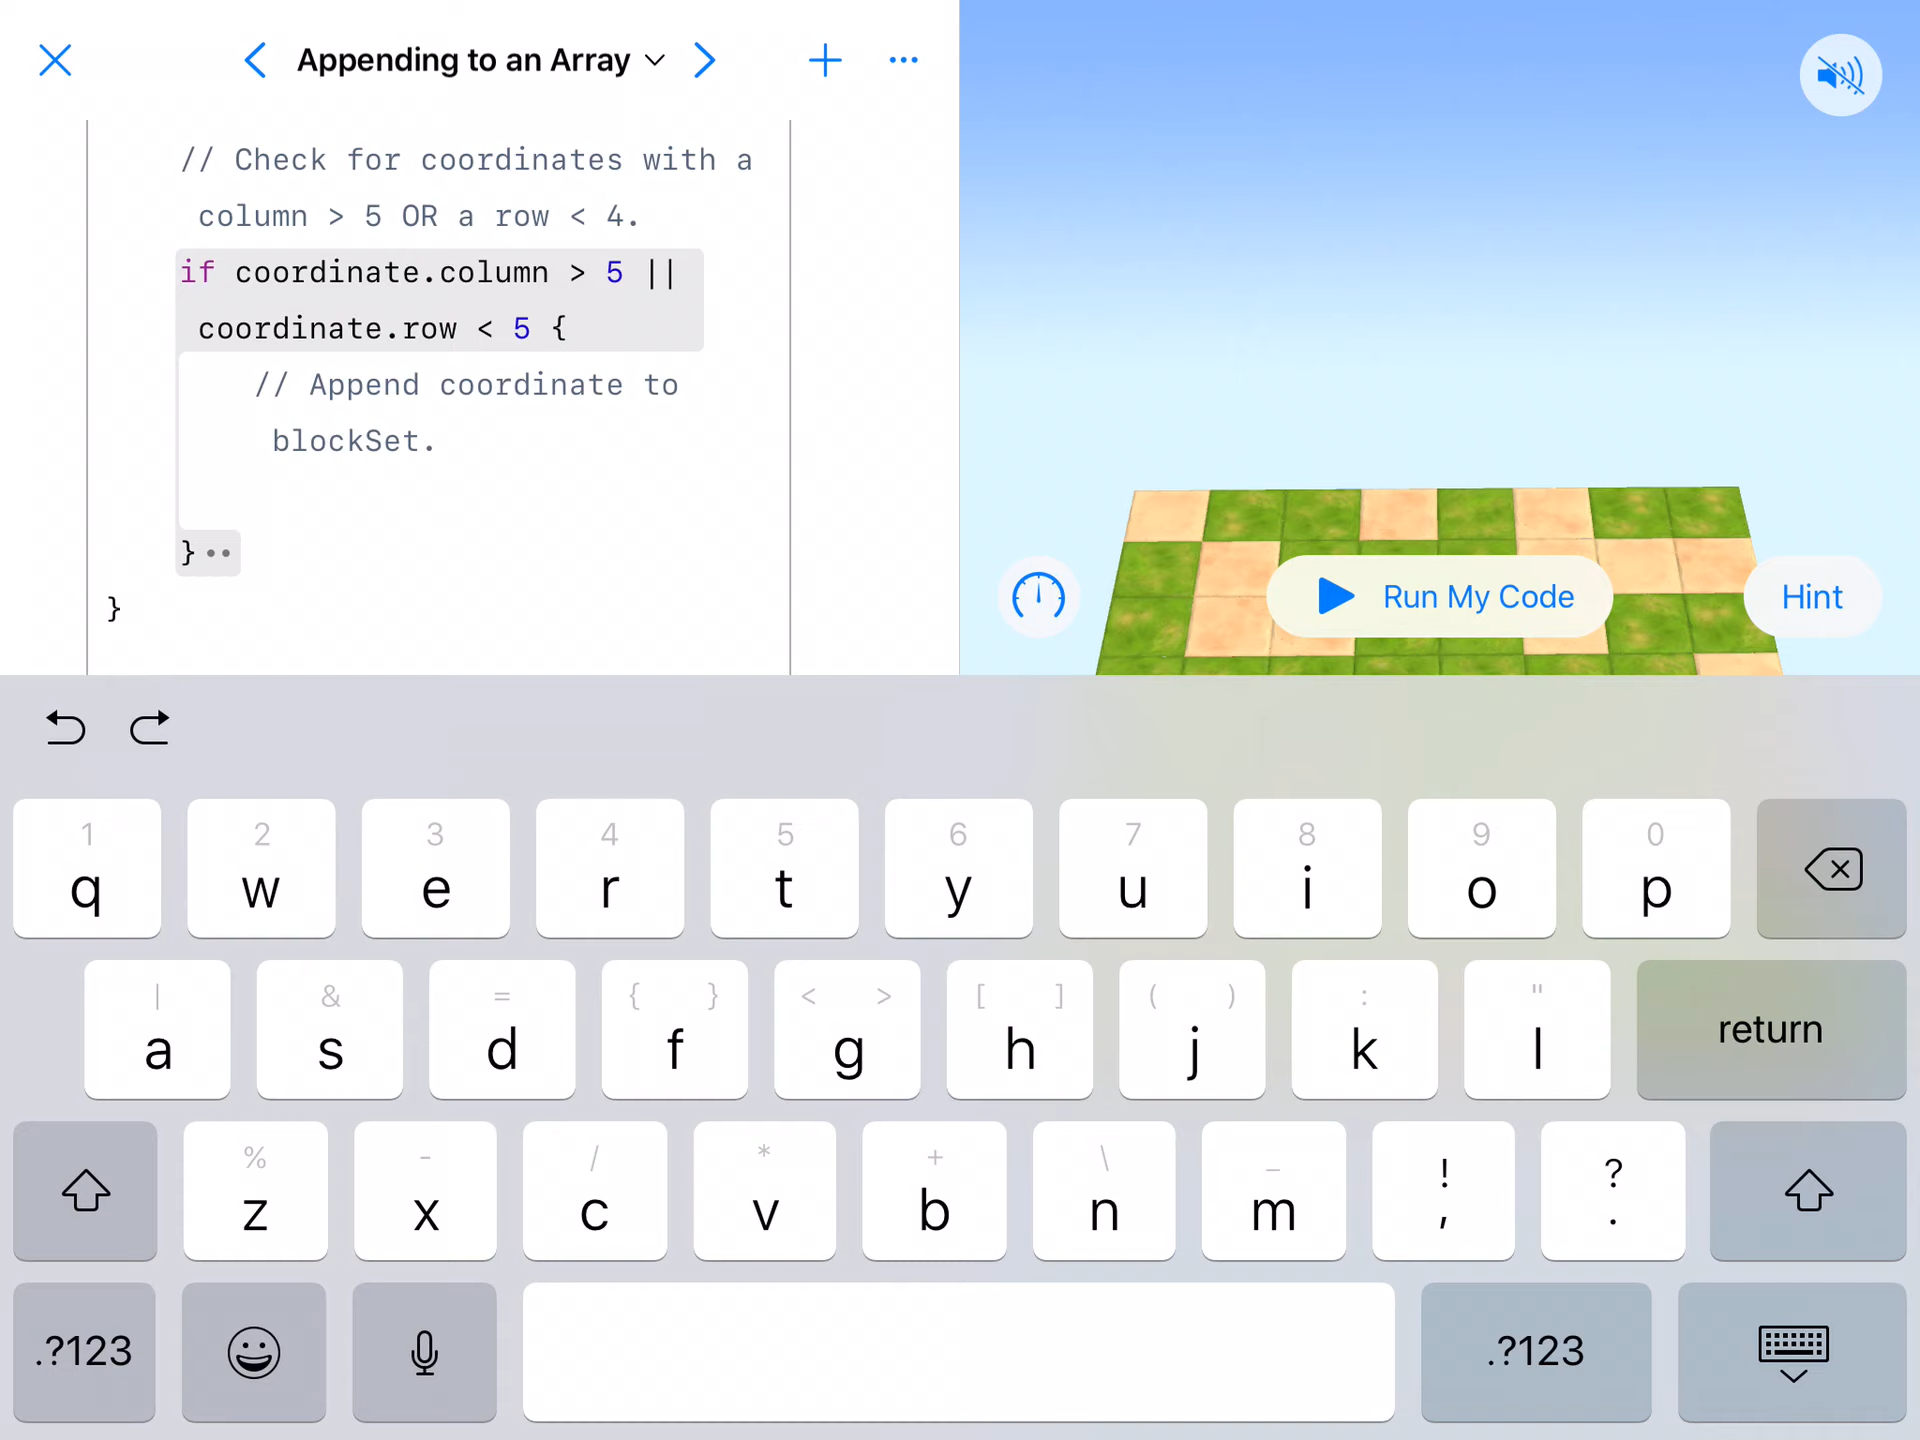 Appending to an Array
// Check for coordinates with a
column > 5 OR a row < 4.
if coordinate.column > 5 ||
coordinate.row < 5 {
// Append coordinate to
blockSet.
}
}
Run My Code
Hint
1 2 3 4 5 6 7 8 9 0
q w e r t y u i o p
| & = { } < > [ ] ( ) : "
a s d f g h j k l return
% - / * + \ _ ! ?
z x c v b n m , .
.?123 .?123